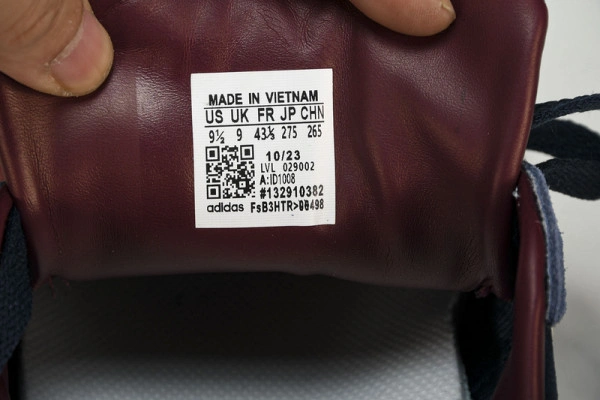 MADE IN VIETNAM
US UK FR JP CHN
9½ 9 43⅓ 275 265
10/23
LVL 029002
A:ID1008
#132910382
adidas